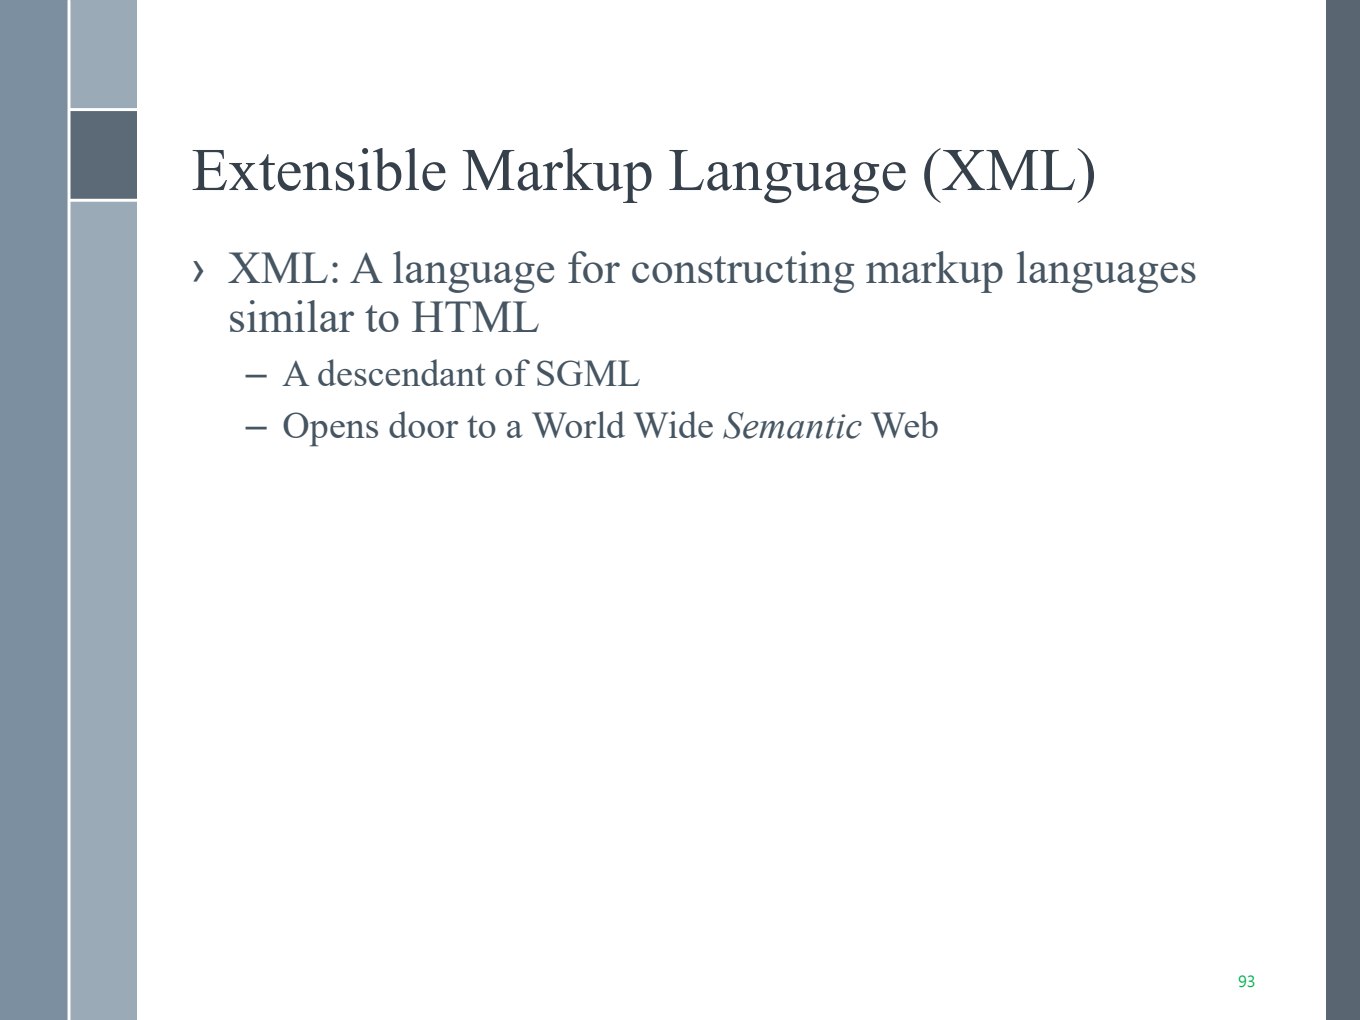 Extensible Markup Language (XML)
› XML: A language for constructing markup languages
similar to HTML
– A descendant of SGML
– Opens door to a World Wide Semantic Web
93